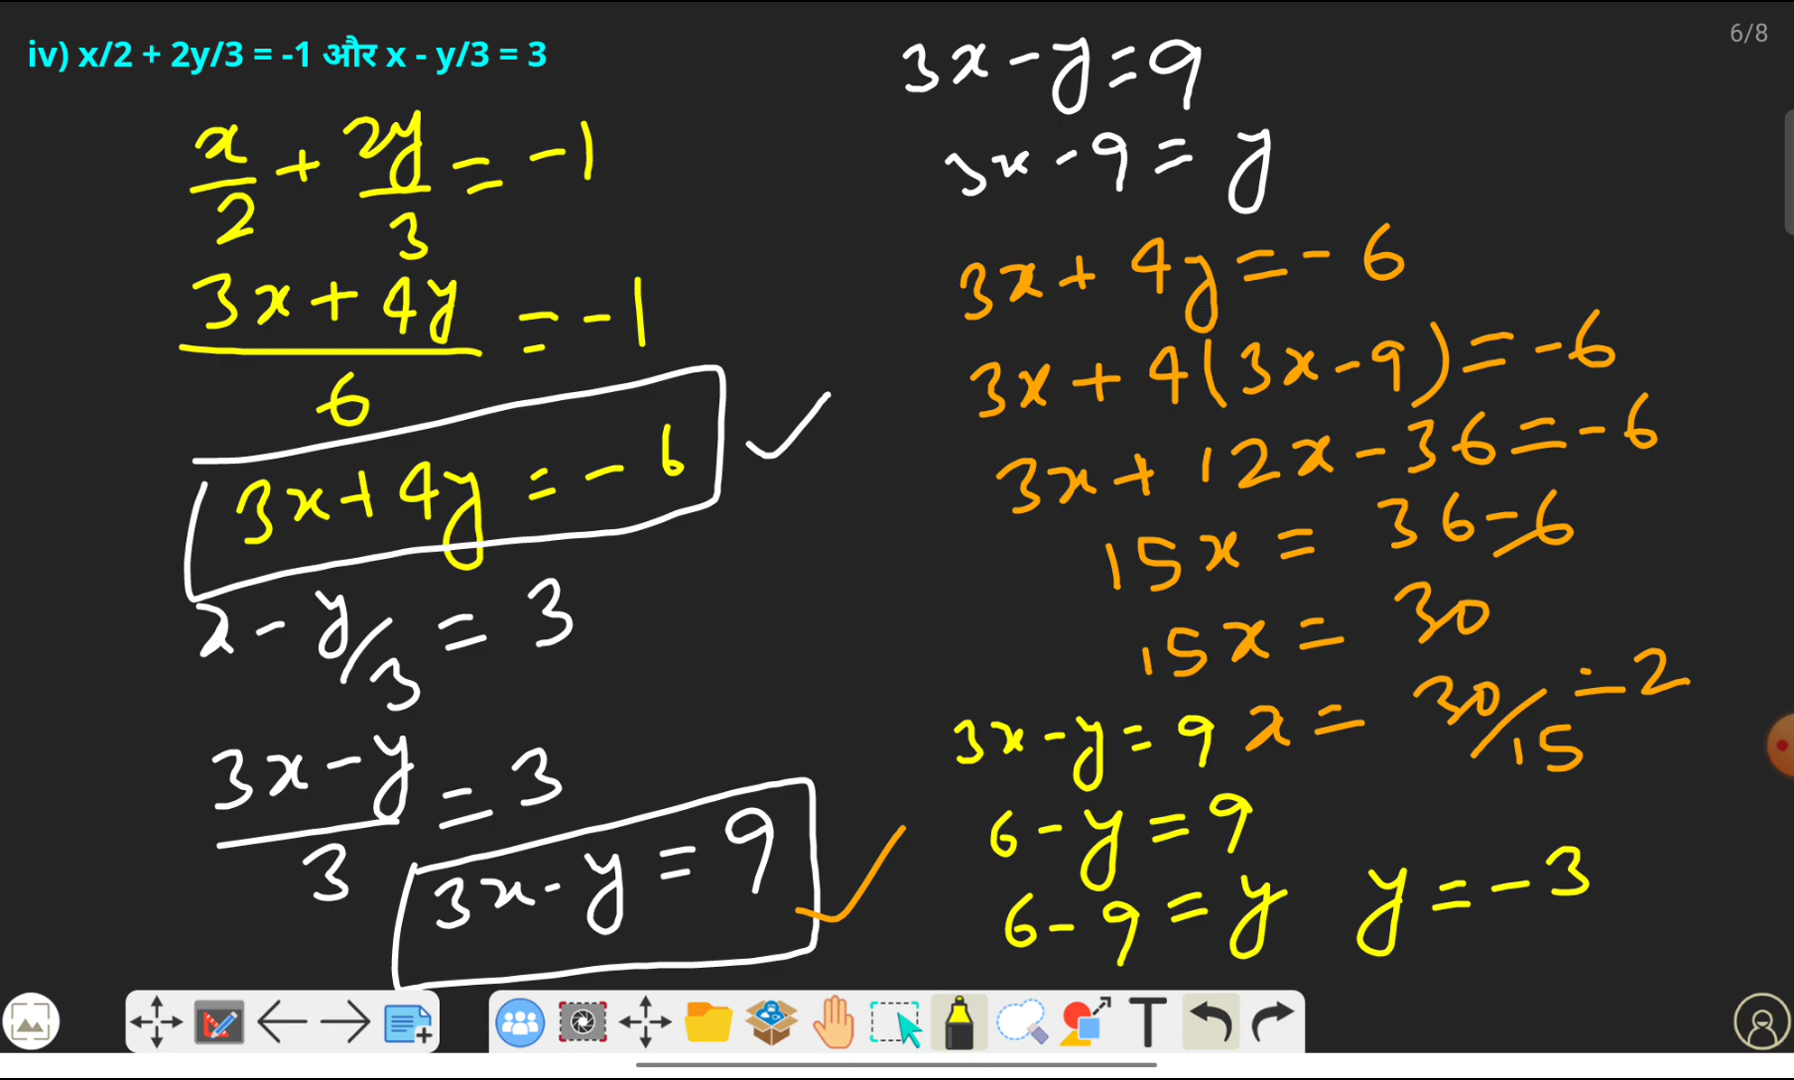 iv) x/2 + 2y/3 = -1 और x - y/3 = 3
6/8
x/2 + 2y/3 = -1
3x + 4y/6 = -1
3x + 4y = -6
x - y/3 = 3
3x - y/3 = 3
3x - y = 9
3x - y = 9
3x - 9 = y
3x + 4y = -6
3x + 4(3x - 9) = -6
3x + 12x - 36 = -6
15x = 36 - 6
15x = 30
x = 30/15 = 2
3x - y = 9
6 - y = 9
6 - 9 = y y = -3
T